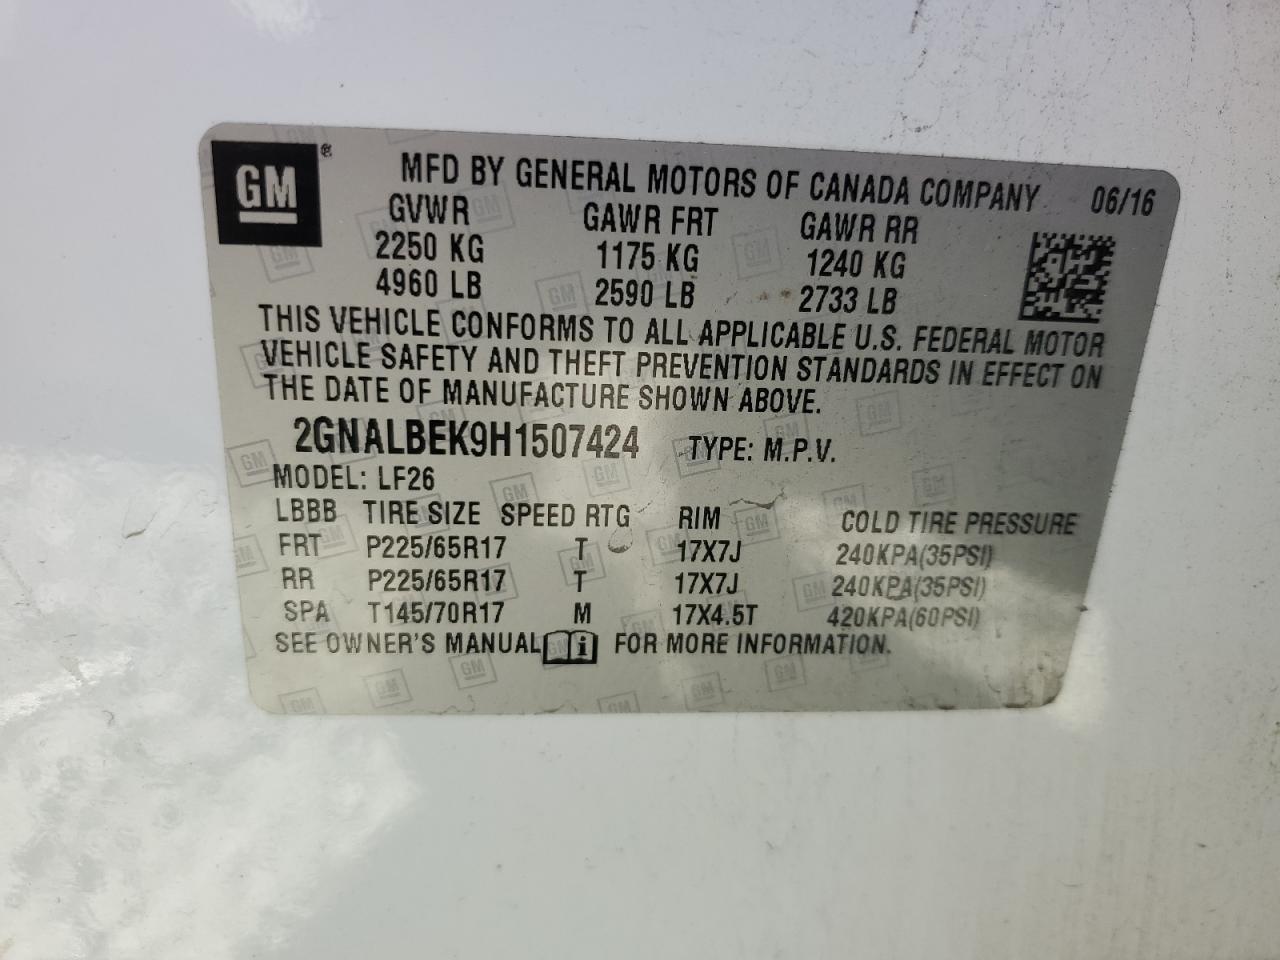 GM® MFD BY GENERAL MOTORS OF CANADA COMPANY 06/16
GVWR GAWR FRT GAWR RR
2250 KG 1175 KG 1240 KG
4960 LB 2590 LB 2733 LB
THIS VEHICLE CONFORMS TO ALL APPLICABLE U.S. FEDERAL MOTOR
VEHICLE SAFETY AND THEFT PREVENTION STANDARDS IN EFFECT ON
THE DATE OF MANUFACTURE SHOWN ABOVE.
2GNALBEK9H1507424 TYPE: M.P.V.
MODEL: LF26
LBBB TIRE SIZE SPEED RTG RIM COLD TIRE PRESSURE
FRT P225/65R17 T 17X7J 240KPA(35PSI)
RR P225/65R17 T 17X7J 240KPA(35PSI)
SPA T145/70R17 M 17X4.5T 420KPA(60PSI)
SEE OWNER'S MANUAL FOR MORE INFORMATION.